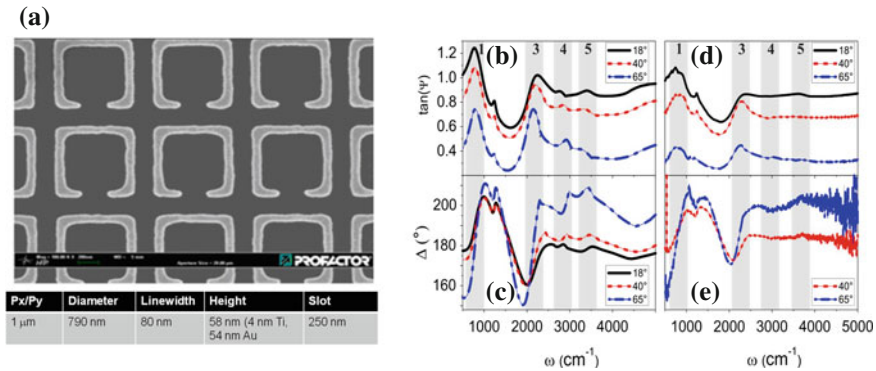 (a)
PROFACTOR
Px/Py Diameter Linewidth Height Slot
1 μm 790 nm 80 nm 58 nm (4 nm Ti, 54 nm Au 250 nm
(b)
1 3 4 5
18°
40°
65°
tan(Ψ)
1.2
1.0
0.8
0.6
0.4
(d)
1 3 4 5
18°
40°
65°
Δ (°)
200
180
160
(c)
18°
40°
65°
1000 2000 3000 4000
ω (cm-1)
(e)
40°
65°
1000 2000 3000 4000 5000
ω (cm-1)